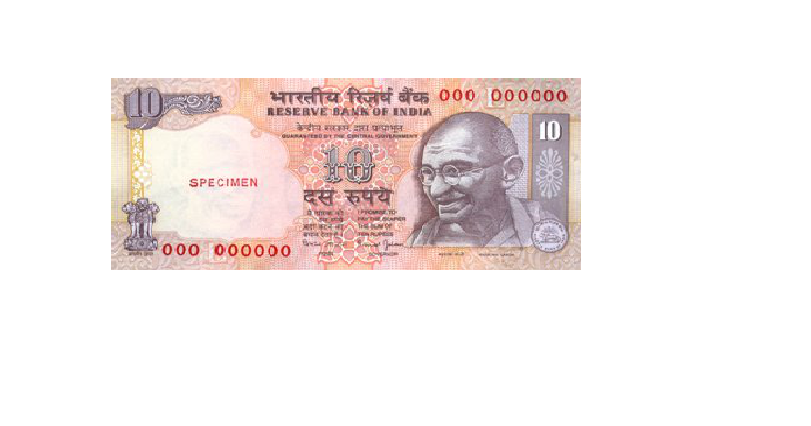 10
भारतीय रिज़र्व बैंक 000 000000
RESERVE BANK OF INDIA
केन्द्रीय सरकार द्वारा प्रत्याभूत
GUARANTEED BY THE CENTRAL GOVERNMENT
10
10
SPECIMEN
दस रुपये
I PROMISE TO
PAY THE BEARER
THE SUM OF
TEN RUPEES
000 000000